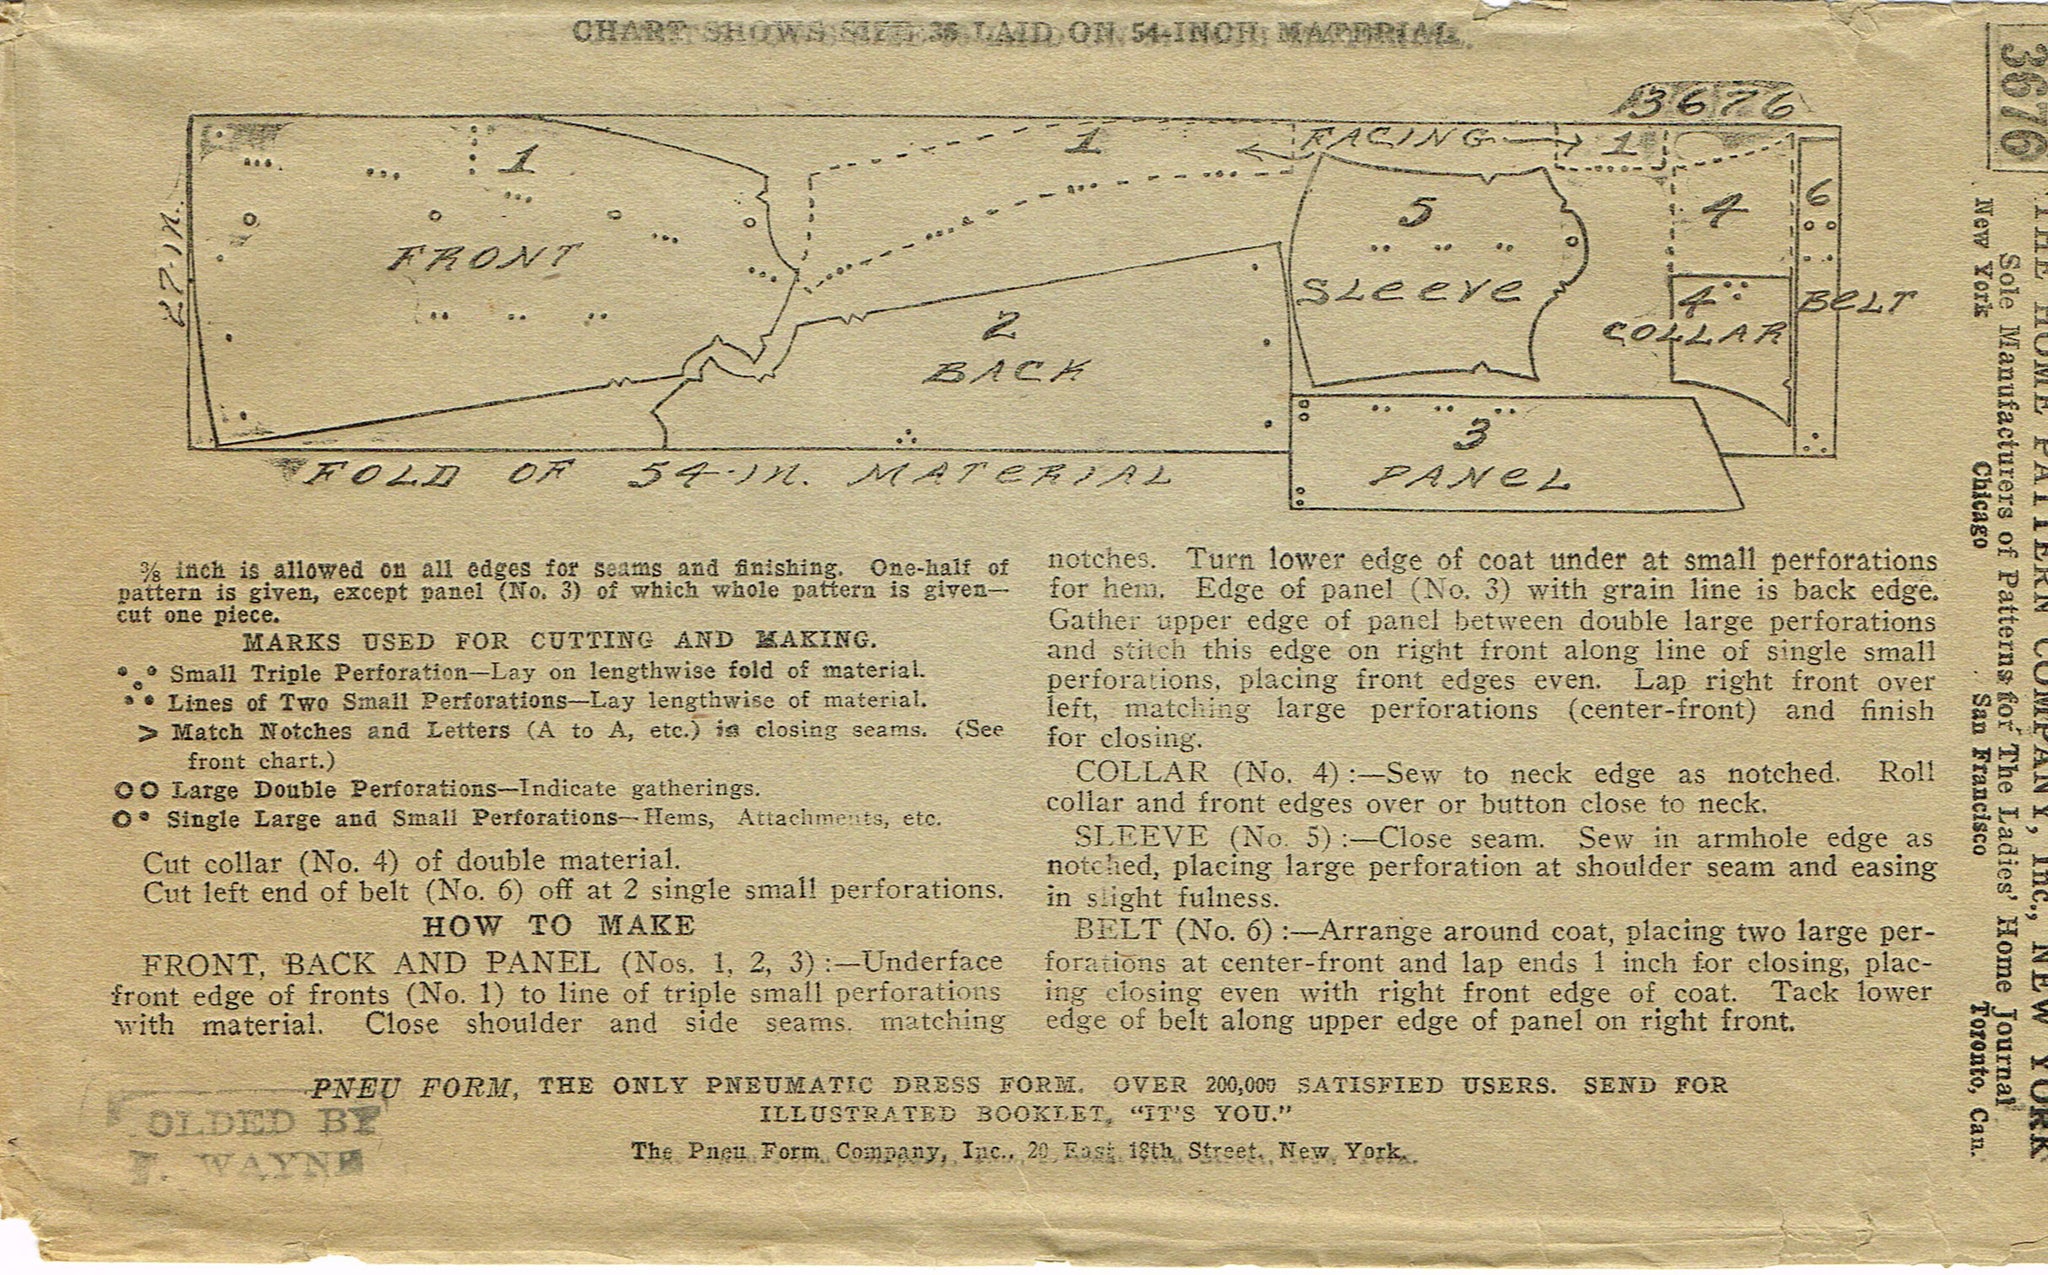 CHART SHOWS SIZE 36 LAID ON 54-INCH MATERIAL.
3676
27-IN.
1
FRONT
1
FACING
1
2
BACK
5
SLEEVE
4
4
COLLAR
6
BELT
3
PANEL
FOLD OF 54-IN. MATERIAL
⅜ inch is allowed on all edges for seams and finishing. One-half of
pattern is given, except panel (No. 3) of which whole pattern is given—
cut one piece.
MARKS USED FOR CUTTING AND MAKING.
Small Triple Perforation—Lay on lengthwise fold of material.
Lines of Two Small Perforations—Lay lengthwise of material.
> Match Notches and Letters (A to A, etc.) in closing seams. (See
front chart.)
Large Double Perforations—Indicate gatherings.
Single Large and Small Perforations—Hems, Attachments, etc.
Cut collar (No. 4) of double material.
Cut left end of belt (No. 6) off at 2 single small perforations.
HOW TO MAKE
FRONT, BACK AND PANEL (Nos. 1, 2, 3):—Underface
front edge of fronts (No. 1) to line of triple small perforations
with material. Close shoulder and side seams, matching
notches. Turn lower edge of coat under at small perforations
for hem. Edge of panel (No. 3) with grain line is back edge.
Gather upper edge of panel between double large perforations
and stitch this edge on right front along line of single small
perforations, placing front edges even. Lap right front over
left, matching large perforations (center-front) and finish
for closing.
COLLAR (No. 4):—Sew to neck edge as notched. Roll
collar and front edges over or button close to neck.
SLEEVE (No. 5):—Close seam. Sew in armhole edge as
notched, placing large perforation at shoulder seam and easing
in slight fulness.
BELT (No. 6):—Arrange around coat, placing two large per-
forations at center-front and lap ends 1 inch for closing, plac-
ing closing even with right front edge of coat. Tack lower
edge of belt along upper edge of panel on right front.
PNEU FORM, THE ONLY PNEUMATIC DRESS FORM. OVER 200,000 SATISFIED USERS. SEND FOR
ILLUSTRATED BOOKLET, "IT'S YOU."
The Pneu Form Company, Inc., 20 East 18th Street, New York.
OLDED BY
F. WAYNE
3676
THE HOME PATTERN COMPANY, Inc., NEW YORK
Sole Manufacturers of Patterns for The Ladies' Home Journal
New York Chicago San Francisco Toronto, Can.